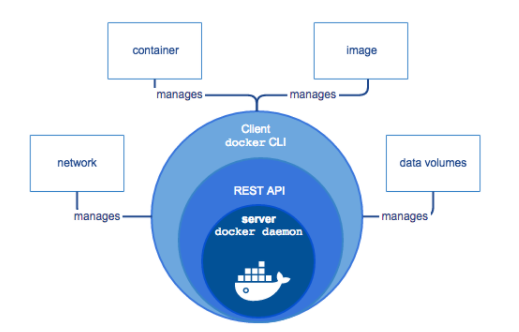 container
image
manages
manages
Client
docker CLI
network
data volumes
REST API
manages
server
manages
docker daemon